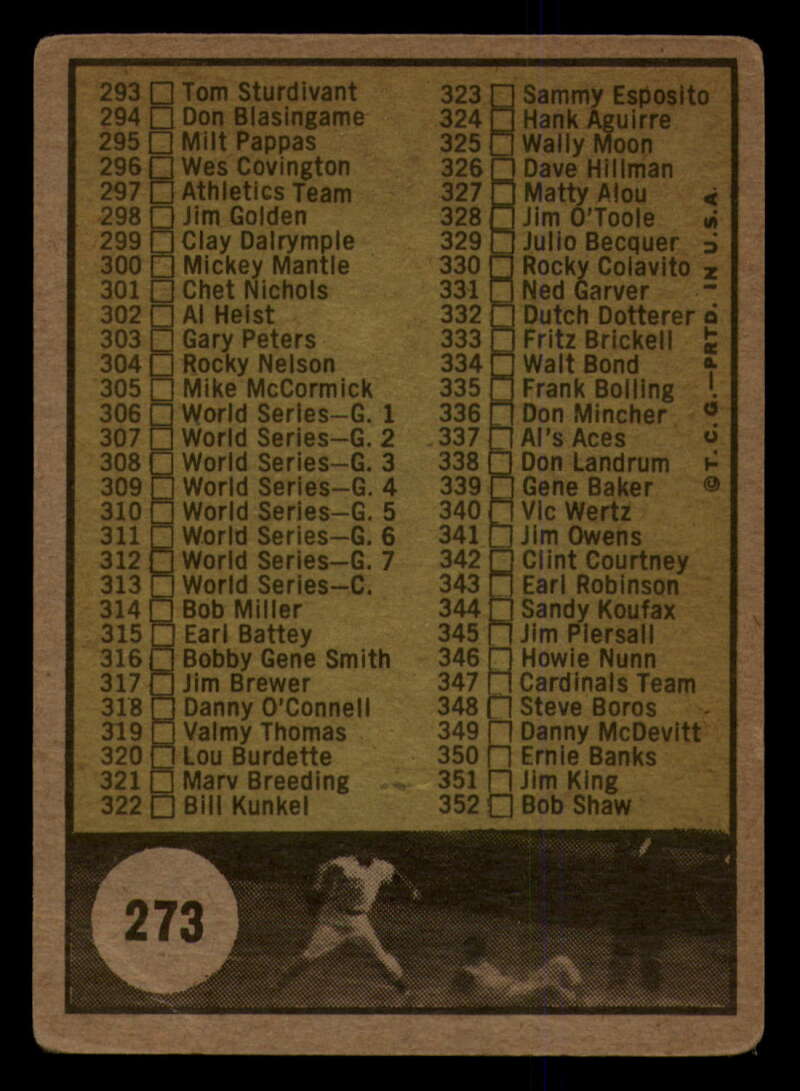 293 Tom Sturdivant
294 Don Blasingame
295 Milt Pappas
296 Wes Covington
297 Athletics Team
298 Jim Golden
299 Clay Dalrymple
300 Mickey Mantle
301 Chet Nichols
302 Al Heist
303 Gary Peters
304 Rocky Nelson
305 Mike McCormick
306 World Series—G. 1
307 World Series—G. 2
308 World Series—G. 3
309 World Series—G. 4
310 World Series—G. 5
311 World Series—G. 6
312 World Series—G. 7
313 World Series—C.
314 Bob Miller
315 Earl Battey
316 Bobby Gene Smith
317 Jim Brewer
318 Danny O'Connell
319 Valmy Thomas
320 Lou Burdette
321 Marv Breeding
322 Bill Kunkel
323 Sammy Esposito
324 Hank Aguirre
325 Wally Moon
326 Dave Hillman
327 Matty Alou
328 Jim O'Toole
329 Julio Becquer
330 Rocky Colavito
331 Ned Garver
332 Dutch Dotterer
333 Fritz Brickell
334 Walt Bond
335 Frank Bolling
336 Don Mincher
337 Al's Aces
338 Don Landrum
339 Gene Baker
340 Vic Wertz
341 Jim Owens
342 Clint Courtney
343 Earl Robinson
344 Sandy Koufax
345 Jim Piersall
346 Howie Nunn
347 Cardinals Team
348 Steve Boros
349 Danny McDevitt
350 Ernie Banks
351 Jim King
352 Bob Shaw
© T. C. G.—PRTD. IN U.S.A.
273